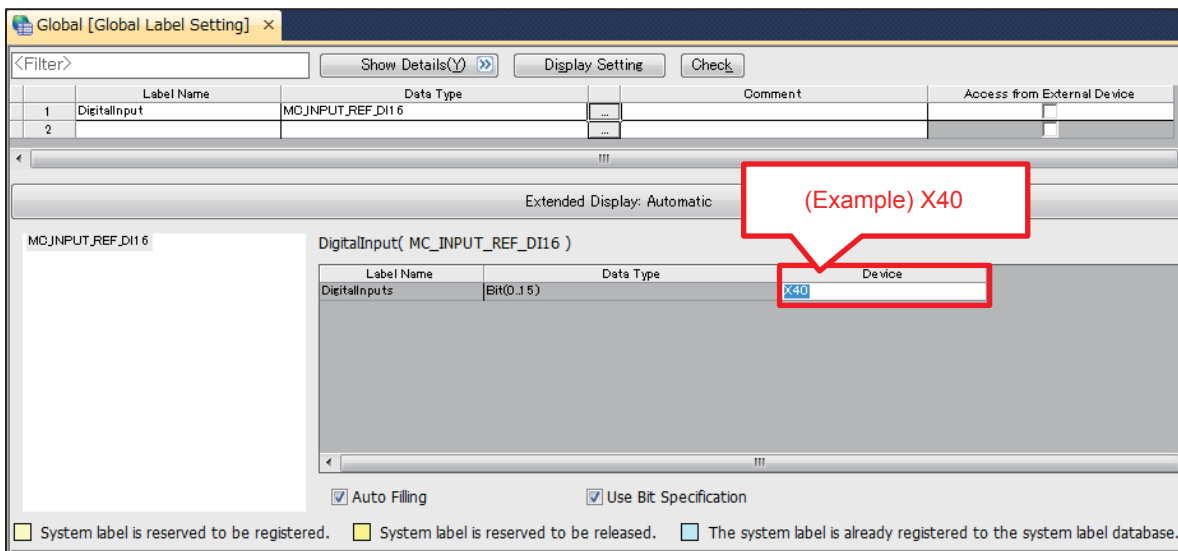 Global [Global Label Setting] ×
<Filter> Show Details(Y) Display Setting Check
Label Name Data Type Comment Access from External Device
1 DigitalInput MC_INPUT_REF_DI16 ...
2 ...
Extended Display: Automatic
(Example) X40
MC_INPUT_REF_DI16
DigitalInput( MC_INPUT_REF_DI16 )
Label Name Data Type Device
DigitalInputs Bit(0..15) X40
Auto Filling Use Bit Specification
System label is reserved to be registered. System label is reserved to be released. The system label is already registered to the system label database.